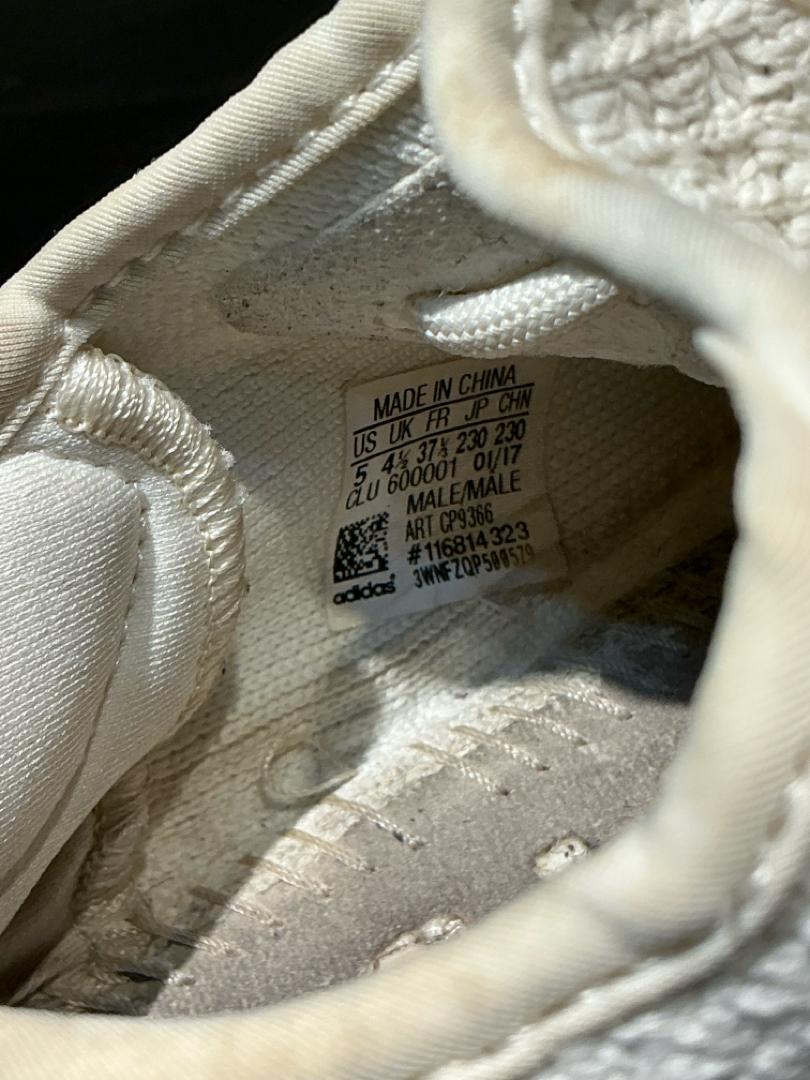 MADE IN CHINA
US UK FR JP CHN
5 4½ 37⅓ 230 230
CLU 600001 01/17
MALE/MÂLE
ART CP9366
#116814323
3WNFZQP500579
adidas